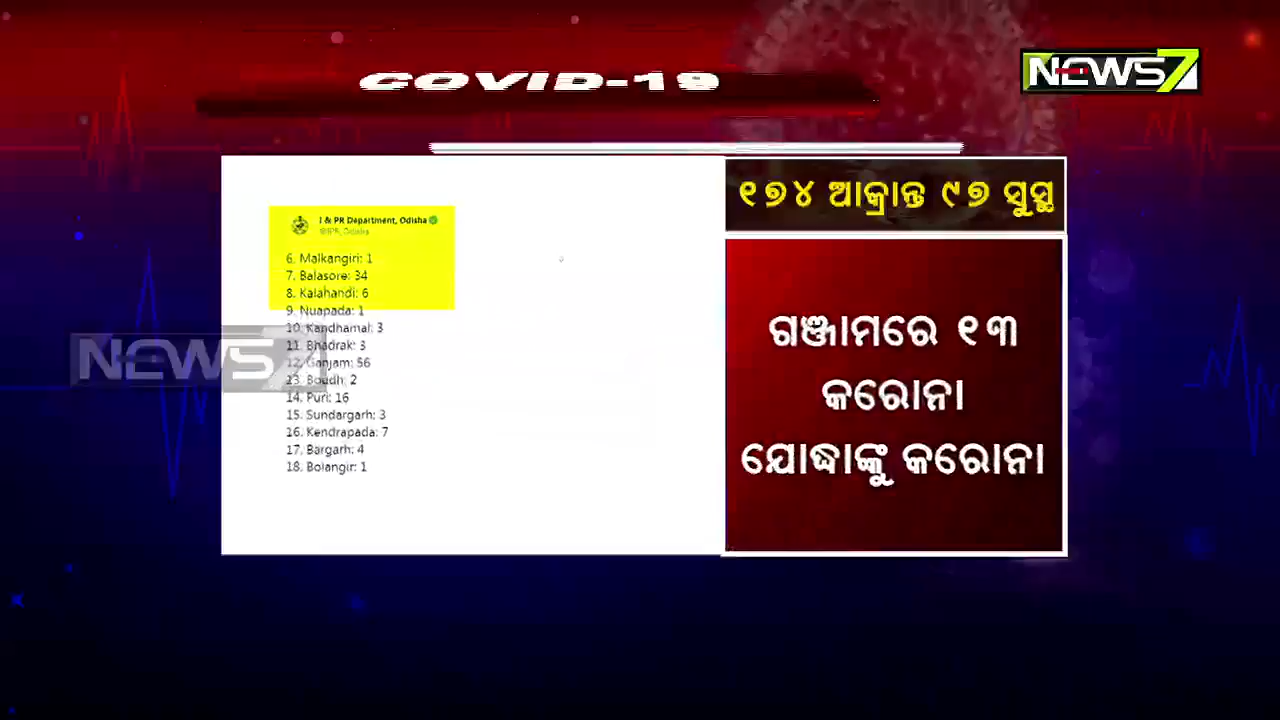 COVID-19
NEWS7
୧୭୪ ଆକ୍ରାନ୍ତ ୯୭ ସୁସ୍ଥ
I & PR Department, Odisha
@IPR_Odisha
6. Malkangiri: 1
7. Balasore: 34
8. Kalahandi: 6
9. Nuapada: 1
10. Kandhamal: 3
11. Bhadrak: 3
12. Ganjam: 56
13. Boudh: 2
14. Puri: 16
15. Sundargarh: 3
16. Kendrapada: 7
17. Bargarh: 4
18. Bolangir: 1
NEWS7
ଗଞ୍ଜାମରେ ୧୩
କରୋନା
ଯୋଦ୍ଧାଙ୍କୁ କରୋନା